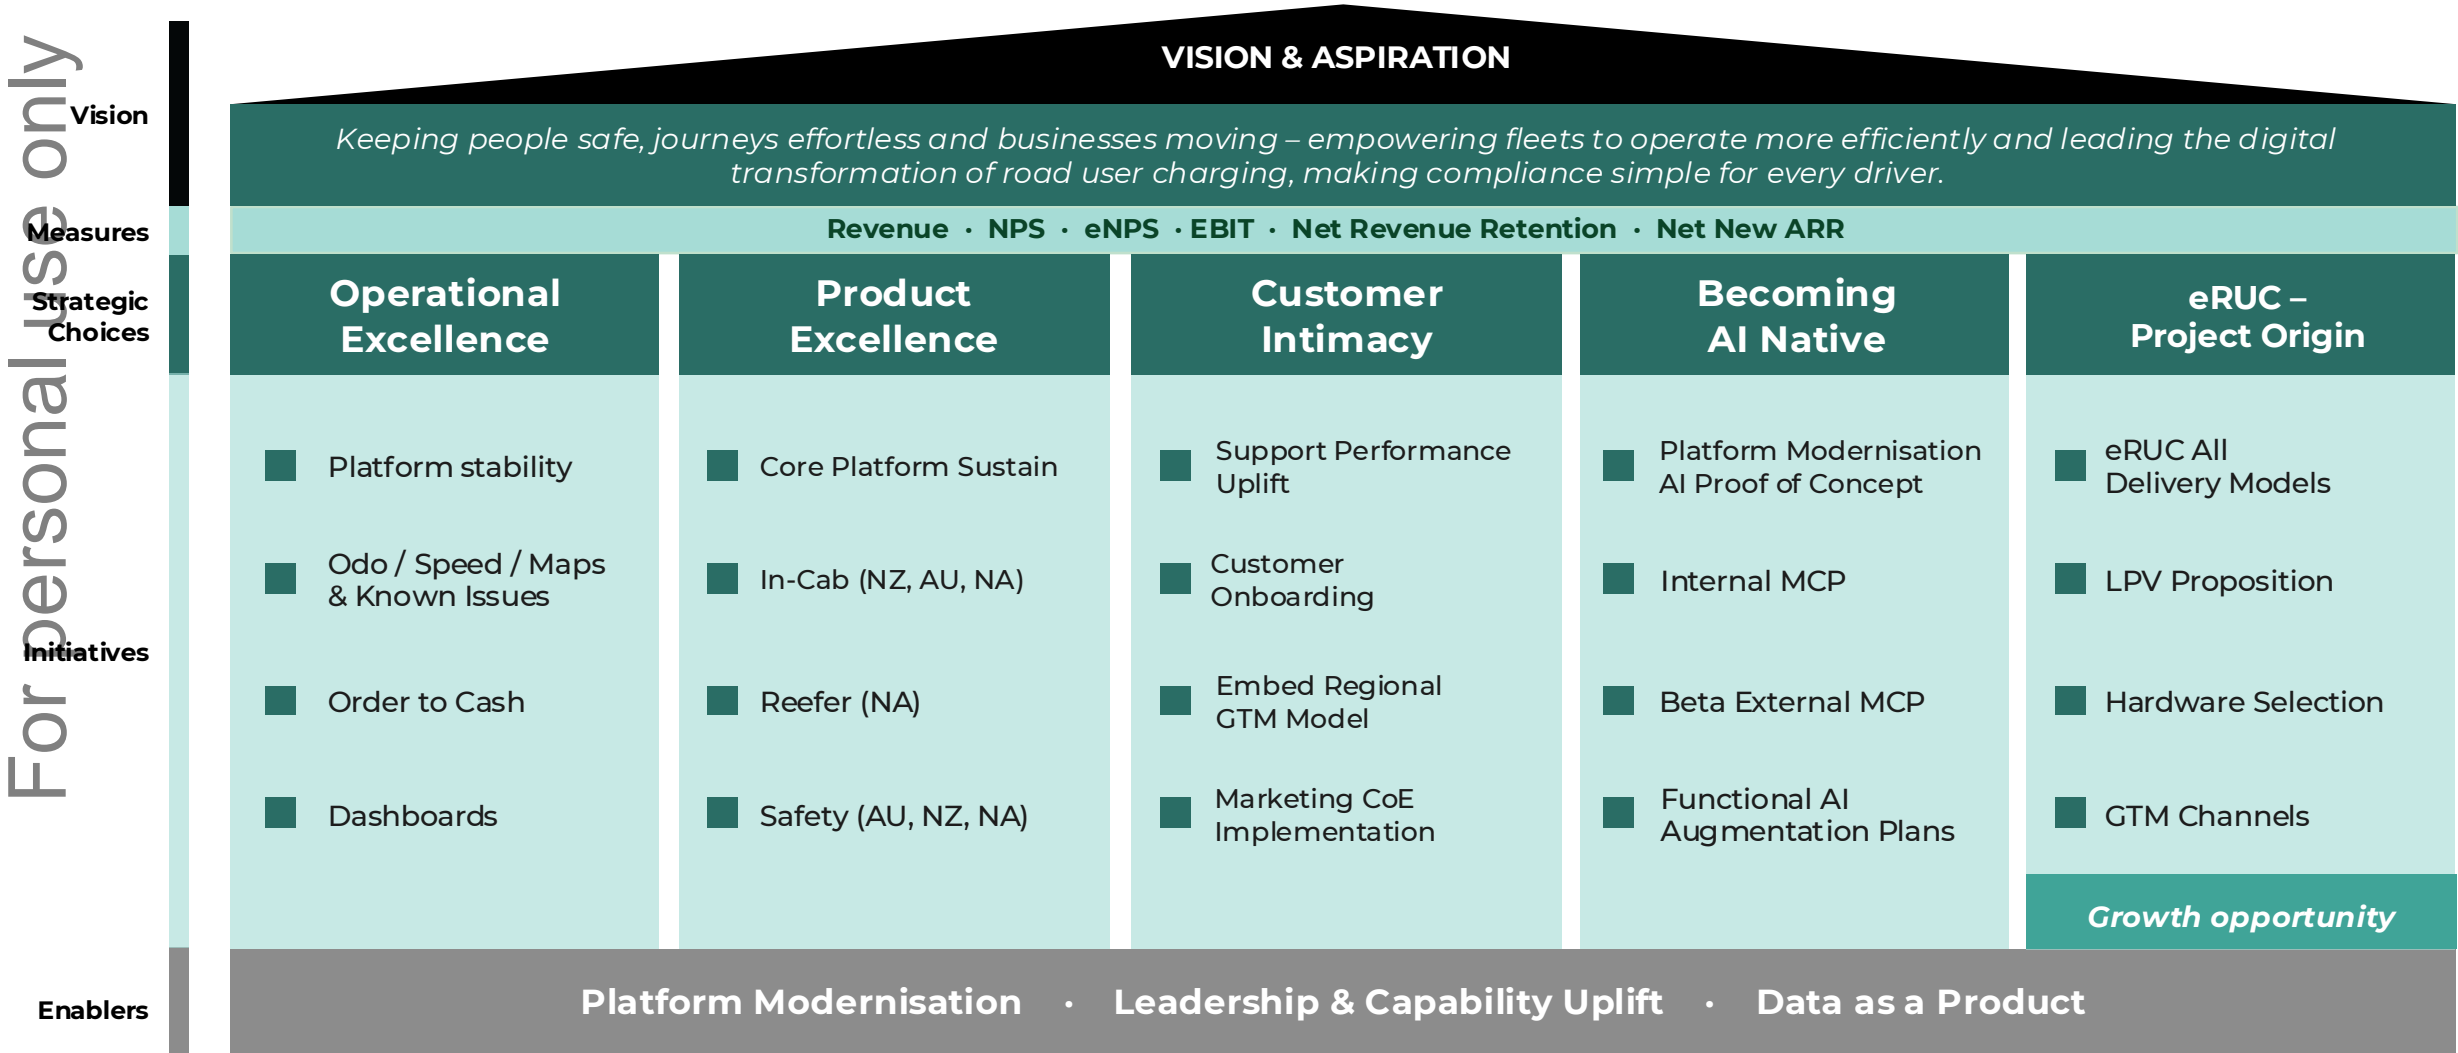 For personal use only
VISION & ASPIRATION
Vision
Keeping people safe, journeys effortless and businesses moving – empowering fleets to operate more efficiently and leading the digital
transformation of road user charging, making compliance simple for every driver.
Measures
Revenue · NPS · eNPS · EBIT · Net Revenue Retention · Net New ARR
Strategic
Choices
Operational
Excellence
Product
Excellence
Customer
Intimacy
Becoming
AI Native
eRUC –
Project Origin
Initiatives
Platform stability
Odo / Speed / Maps
& Known Issues
Order to Cash
Dashboards
Core Platform Sustain
In-Cab (NZ, AU, NA)
Reefer (NA)
Safety (AU, NZ, NA)
Support Performance
Uplift
Customer
Onboarding
Embed Regional
GTM Model
Marketing CoE
Implementation
Platform Modernisation
AI Proof of Concept
Internal MCP
Beta External MCP
Functional AI
Augmentation Plans
eRUC All
Delivery Models
LPV Proposition
Hardware Selection
GTM Channels
Growth opportunity
Enablers
Platform Modernisation · Leadership & Capability Uplift · Data as a Product